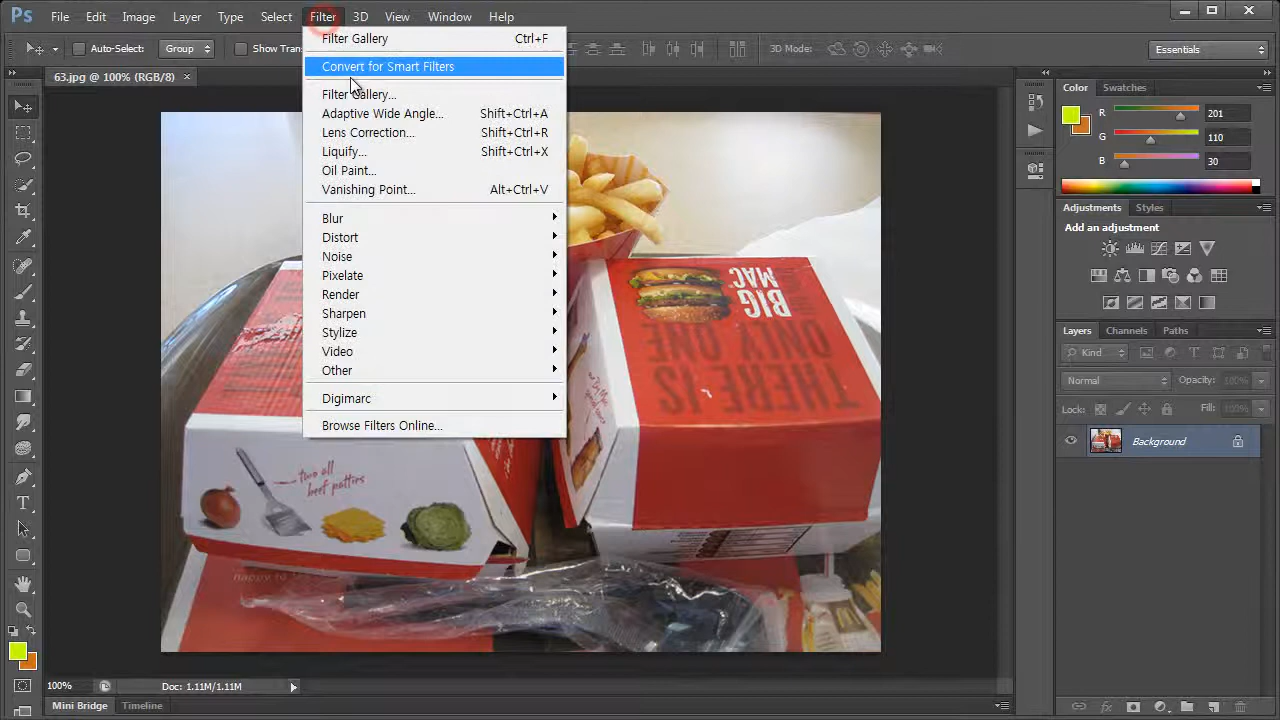 Ps File Edit Image Layer Type Select Filter 3D View Window Help
Auto-Select: Group Show Tran 3D Mode: Essentials
63.jpg @ 100% (RGB/8) ×
Filter Gallery Ctrl+F
Convert for Smart Filters
Filter Gallery...
Adaptive Wide Angle... Shift+Ctrl+A
Lens Correction... Shift+Ctrl+R
Liquify... Shift+Ctrl+X
Oil Paint...
Vanishing Point... Alt+Ctrl+V
Blur
Distort
Noise
Pixelate
Render
Sharpen
Stylize
Video
Other
Digimarc
Browse Filters Online...
BIG MAC
THERE IS
ONLY ONE
two all
beef patties
happy to
Color Swatches
R 201
G 110
B 30
Adjustments Styles
Add an adjustment
Layers Channels Paths
Kind
Normal Opacity: 100%
Lock: Fill: 100%
Background
100% Doc: 1.11M/1.11M
Mini Bridge Timeline